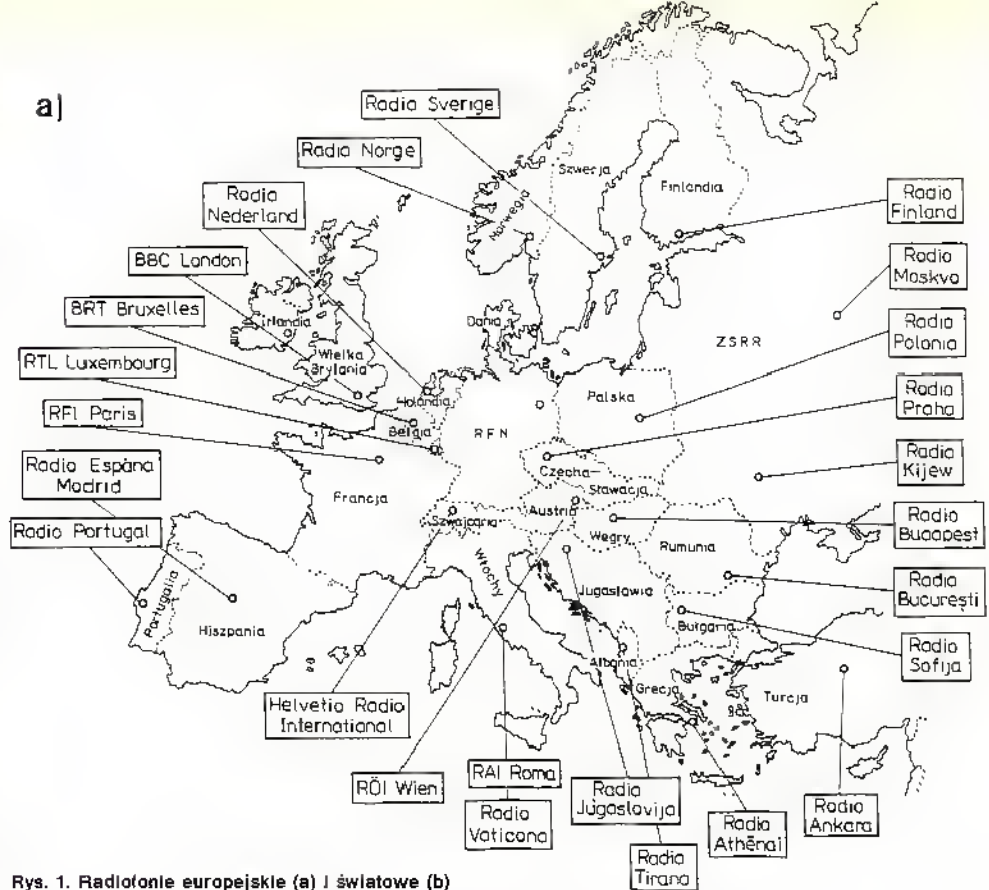 a)
Radio Sverige
Radio Norge
Radio
Nederland
BBC London
BRT Bruxelles
RTL Luxembourg
RFI Paris
Radio Espàna
Madrid
Radio Portugal
Radio
Finland
Radio
Moskva
Radio
Polonia
Radio
Praha
Radio
Kijew
Radio
Budapest
Radio
Bucureşti
Radio
Sofija
Szwecja
Finlandia
Norwegia
Irlandia
Wielka
Brytania
Dania
ZSRR
Holandia
Belgia
RFN
Polska
Czecho-
Słowacja
Francja
Szwajcaria
Austria
Węgry
Rumunia
Włochy
Jugosławia
Portugalia
Hiszpania
Bułgaria
Albania
Grecja
Turcja
Helvetia Radio
International
RÖI Wien
RAI Roma
Radio
Vaticana
Radio
Jugoslavija
Radio
Tirana
Radio
Athēnai
Radio
Ankara
Rys. 1. Radiofonie europejskie (a) i światowe (b)